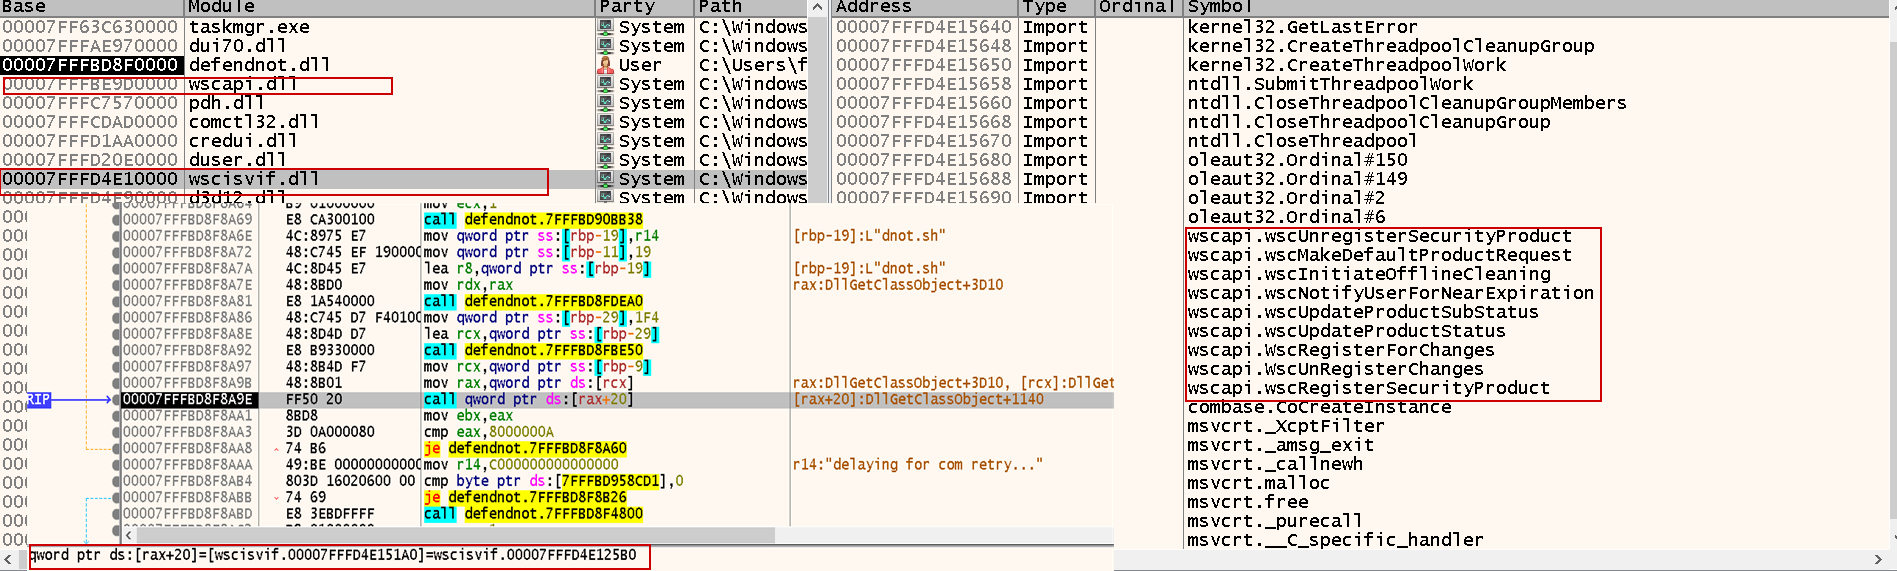 Base Module Party Path
00007FF63C630000 taskmgr.exe System C:\Windows
00007FFFAE970000 dui70.dll System C:\Windows
00007FFFBD8F0000 defendnot.dll User C:\Users\f
00007FFFBE9D0000 wscapi.dll System C:\Windows
00007FFFC7570000 pdh.dll System C:\Windows
00007FFFCDAD0000 comctl32.dll System C:\Windows
00007FFFD1AA0000 credui.dll System C:\Windows
00007FFFD20E0000 duser.dll System C:\Windows
00007FFFD4E10000 wscisvif.dll System C:\Windows
d3d12.dll System C:\Windows
Address Type Ordinal Symbol
00007FFFD4E15640 Import kernel32.GetLastError
00007FFFD4E15648 Import kernel32.CreateThreadpoolCleanupGroup
00007FFFD4E15650 Import kernel32.CreateThreadpoolWork
00007FFFD4E15658 Import ntdll.SubmitThreadpoolWork
00007FFFD4E15660 Import ntdll.CloseThreadpoolCleanupGroupMembers
00007FFFD4E15668 Import ntdll.CloseThreadpoolCleanupGroup
00007FFFD4E15670 Import ntdll.CloseThreadpool
00007FFFD4E15680 Import oleaut32.Ordinal#150
00007FFFD4E15688 Import oleaut32.Ordinal#149
00007FFFD4E15690 Import oleaut32.Ordinal#2
oleaut32.Ordinal#6
wscapi.wscUnregisterSecurityProduct
wscapi.wscMakeDefaultProductRequest
wscapi.wscInitiateOfflineCleaning
wscapi.wscNotifyUserForNearExpiration
wscapi.wscUpdateProductSubStatus
wscapi.wscUpdateProductStatus
wscapi.WscRegisterForChanges
wscapi.WscUnRegisterChanges
wscapi.wscRegisterSecurityProduct
combase.CoCreateInstance
msvcrt._XcptFilter
msvcrt._amsg_exit
msvcrt._callnewh
msvcrt.malloc
msvcrt.free
msvcrt._purecall
msvcrt.__C_specific_handler
mov ecx,1
00007FFFBD8F8A69 E8 CA300100 call defendnot.7FFFBD90BB38
00007FFFBD8F8A6E 4C:8975 E7 mov qword ptr ss:[rbp-19],r14 [rbp-19]:L"dnot.sh"
00007FFFBD8F8A72 48:C745 EF 190000 mov qword ptr ss:[rbp-11],19
00007FFFBD8F8A7A 4C:8D45 E7 lea r8,qword ptr ss:[rbp-19] [rbp-19]:L"dnot.sh"
00007FFFBD8F8A7E 48:8BD0 mov rdx,rax rax:DllGetClassObject+3D10
00007FFFBD8F8A81 E8 1A540000 call defendnot.7FFFBD8FDEA0
00007FFFBD8F8A86 48:C745 D7 F40100 mov qword ptr ss:[rbp-29],1F4
00007FFFBD8F8A8E 48:8D4D D7 lea rcx,qword ptr ss:[rbp-29]
00007FFFBD8F8A92 E8 B9330000 call defendnot.7FFFBD8FBE50
00007FFFBD8F8A97 48:8B4D F7 mov rcx,qword ptr ss:[rbp-9]
00007FFFBD8F8A9B 48:8B01 mov rax,qword ptr ds:[rcx] rax:DllGetClassObject+3D10, [rcx]:DllGet
RIP 00007FFFBD8F8A9E FF50 20 call qword ptr ds:[rax+20] [rax+20]:DllGetClassObject+1140
00007FFFBD8F8AA1 8BD8 mov ebx,eax
00007FFFBD8F8AA3 3D 0A000080 cmp eax,8000000A
00007FFFBD8F8AA8 74 B6 je defendnot.7FFFBD8F8A60
00007FFFBD8F8AAA 49:BE 00000000000 mov r14,C000000000000000 r14:"delaying for com retry..."
00007FFFBD8F8AB4 803D 16020600 00 cmp byte ptr ds:[7FFFBD958CD1],0
00007FFFBD8F8ABB 74 69 je defendnot.7FFFBD8F8B26
00007FFFBD8F8ABD E8 3EBDFFFF call defendnot.7FFFBD8F4800
qword ptr ds:[rax+20]=[wscisvif.00007FFFD4E151A0]=wscisvif.00007FFFD4E125B0